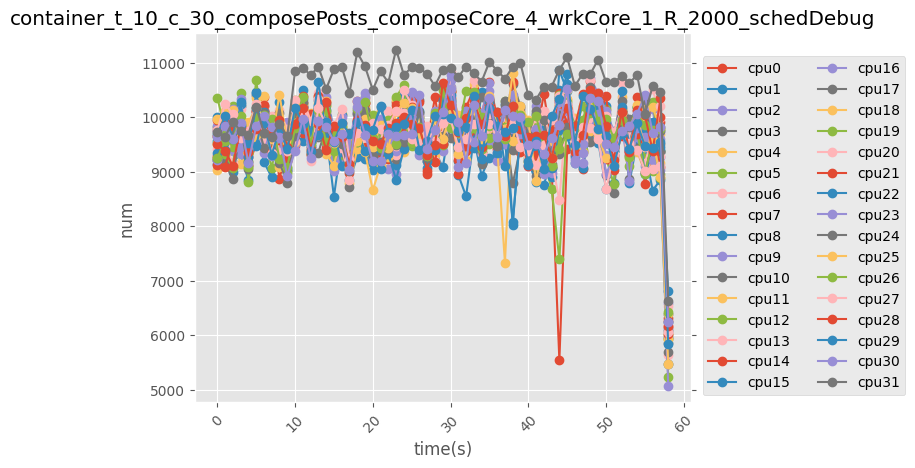 container_t_10_c_30_composePosts_composeCore_4_wrkCore_1_R_2000_schedDebug
num
11000
10000
9000
8000
7000
6000
5000
0
10
20
30
40
50
60
time(s)
cpu0
cpu1
cpu2
cpu3
cpu4
cpu5
cpu6
cpu7
cpu8
cpu9
cpu10
cpu11
cpu12
cpu13
cpu14
cpu15
cpu16
cpu17
cpu18
cpu19
cpu20
cpu21
cpu22
cpu23
cpu24
cpu25
cpu26
cpu27
cpu28
cpu29
cpu30
cpu31